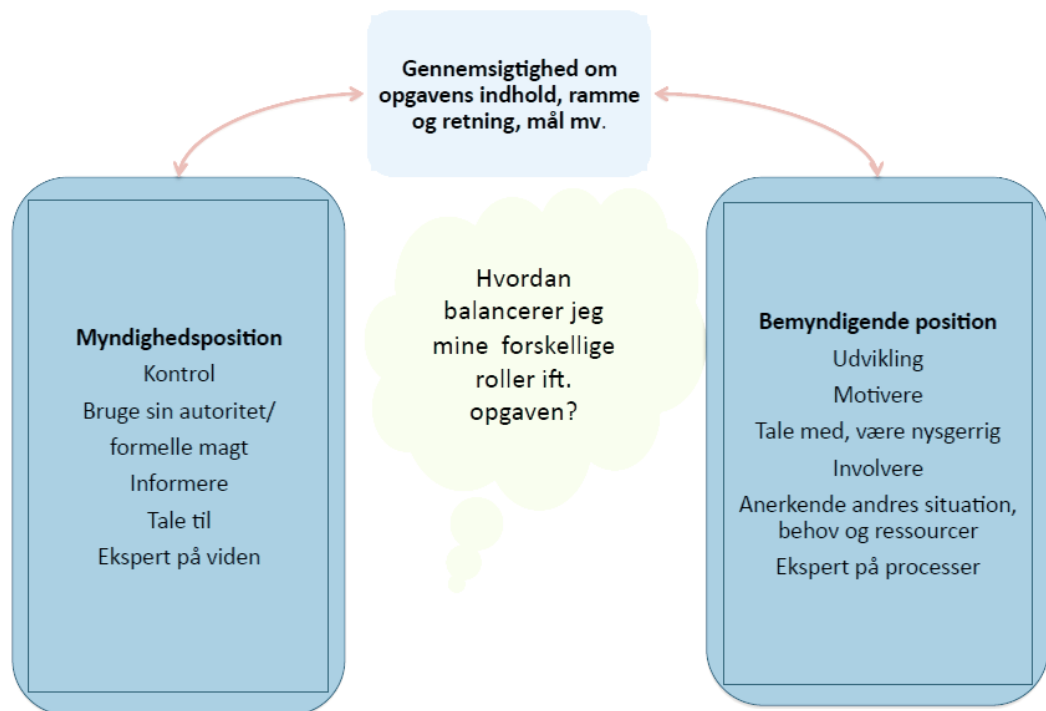 Gennemsigtighed om
opgavens indhold, ramme
og retning, mål mv.
Hvordan
balancerer jeg
mine forskellige
roller ift.
opgaven?
Myndighedsposition
Kontrol
Bruge sin autoritet/
formelle magt
Informere
Tale til
Ekspert på viden
Bemyndigende position
Udvikling
Motivere
Tale med, være nysgerrig
Involvere
Anerkende andres situation,
behov og ressourcer
Ekspert på processer